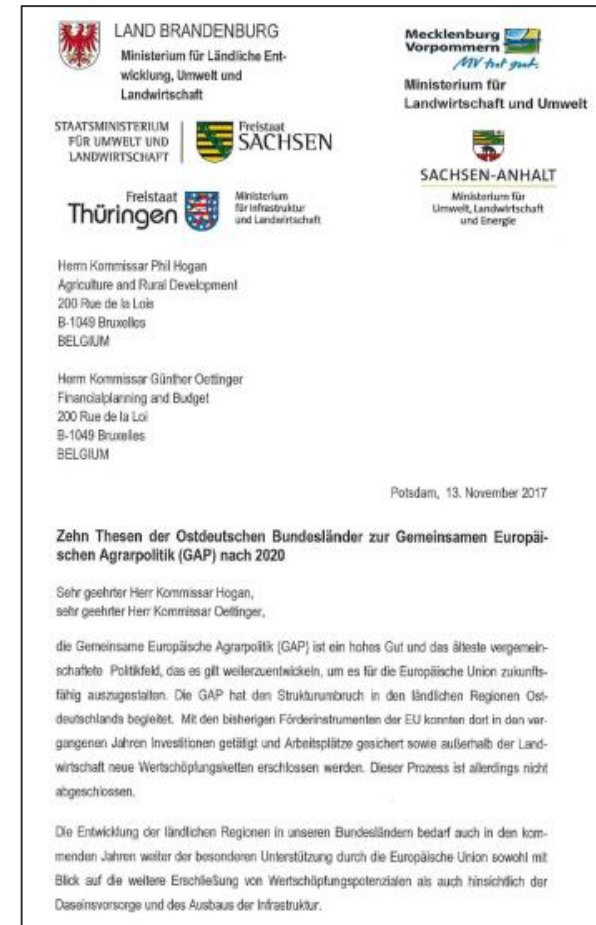 LAND BRANDENBURG
Ministerium für Ländliche Ent-
wicklung, Umwelt und
Landwirtschaft
Mecklenburg
Vorpommern
MV tut gut.
Ministerium für
Landwirtschaft und Umwelt
STAATSMINISTERIUM
FÜR UMWELT UND
LANDWIRTSCHAFT
Freistaat
SACHSEN
SACHSEN-ANHALT
Ministerium für
Umwelt, Landwirtschaft
und Energie
Freistaat
Thüringen
Ministerium
für Infrastruktur
und Landwirtschaft
Herrn Kommissar Phil Hogan
Agriculture and Rural Development
200 Rue de la Lois
B-1049 Bruxelles
BELGIUM
Herrn Kommissar Günther Oettinger
Financialplanning and Budget
200 Rue de la Loi
B-1049 Bruxelles
BELGIUM
Potsdam, 13. November 2017
Zehn Thesen der Ostdeutschen Bundesländer zur Gemeinsamen Europäi-
schen Agrarpolitik (GAP) nach 2020
Sehr geehrter Herr Kommissar Hogan,
sehr geehrter Herr Kommissar Oettinger,
die Gemeinsame Europäische Agrarpolitik (GAP) ist ein hohes Gut und das älteste vergemein-
schaftete Politikfeld, das es gilt weiterzuentwickeln, um es für die Europäische Union zukunfts-
fähig auszugestalten. Die GAP hat den Strukturumbruch in den ländlichen Regionen Ost-
deutschlands begleitet. Mit den bisherigen Förderinstrumenten der EU konnten dort in den ver-
gangenen Jahren Investitionen getätigt und Arbeitsplätze gesichert sowie außerhalb der Land-
wirtschaft neue Wertschöpfungsketten erschlossen werden. Dieser Prozess ist allerdings nicht
abgeschlossen.
Die Entwicklung der ländlichen Regionen in unseren Bundesländern bedarf auch in den kom-
menden Jahren weiter der besonderen Unterstützung durch die Europäische Union sowohl mit
Blick auf die weitere Erschließung von Wertschöpfungspotenzialen als auch hinsichtlich der
Daseinsvorsorge und des Ausbaus der Infrastruktur.